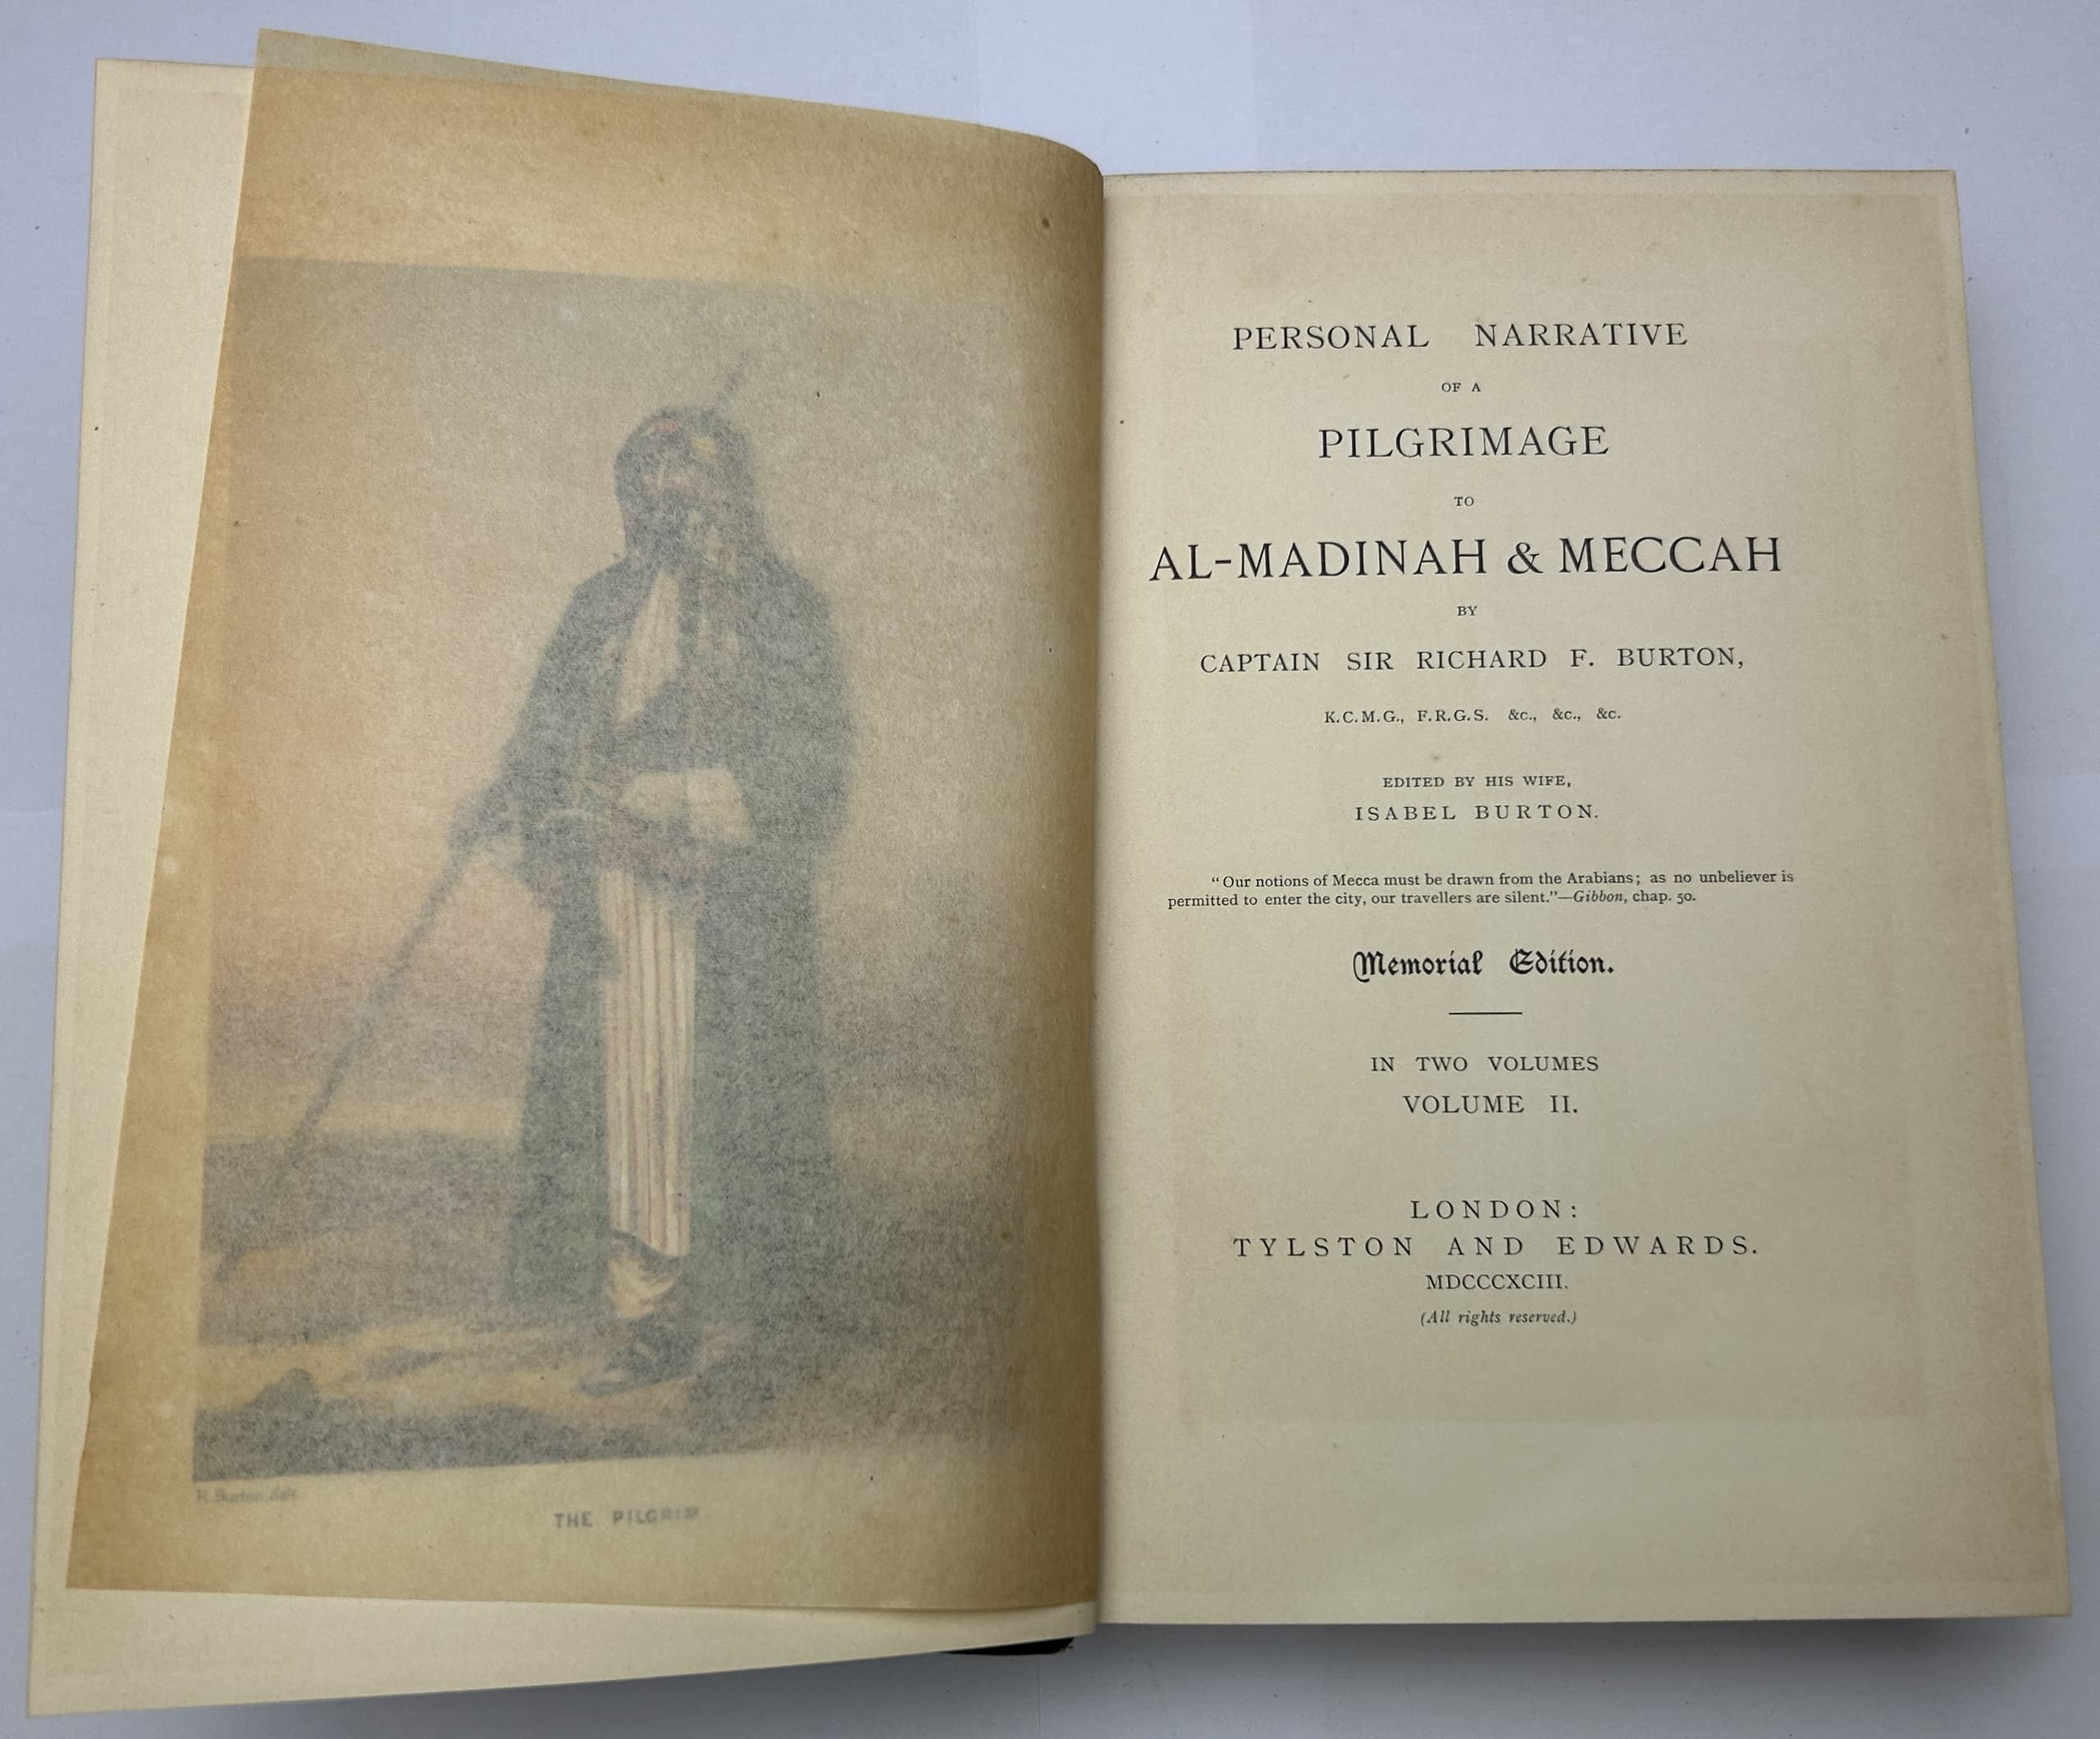 R. Burton, delt.
THE PILGRIM
PERSONAL NARRATIVE
OF A
PILGRIMAGE
TO
AL-MADINAH & MECCAH
BY
CAPTAIN SIR RICHARD F. BURTON,
K.C.M.G., F.R.G.S. &c., &c., &c.
EDITED BY HIS WIFE,
ISABEL BURTON.
"Our notions of Mecca must be drawn from the Arabians; as no unbeliever is
permitted to enter the city, our travellers are silent."—Gibbon, chap. 50.
Memorial Edition.
IN TWO VOLUMES
VOLUME II.
LONDON:
TYLSTON AND EDWARDS.
MDCCCXCIII.
(All rights reserved.)